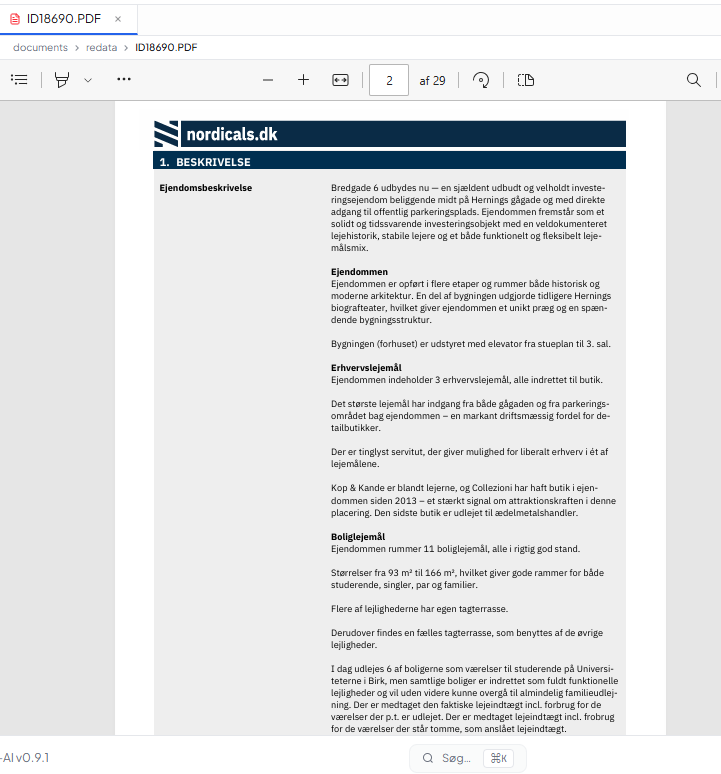 ID18690.PDF ×
documents > redata > ID18690.PDF
2 af 29
nordicals.dk
1. BESKRIVELSE
Ejendomsbeskrivelse
Bredgade 6 udbydes nu — en sjældent udbudt og velholdt investe-
ringsejendom beliggende midt på Hernings gågade og med direkte
adgang til offentlig parkeringsplads. Ejendommen fremstår som et
solidt og tidssvarende investeringsobjekt med en veldokumenteret
lejehistorik, stabile lejere og et både funktionelt og fleksibelt leje-
målsmix.
Ejendommen
Ejendommen er opført i flere etaper og rummer både historisk og
moderne arkitektur. En del af bygningen udgjorde tidligere Hernings
biografteater, hvilket giver ejendommen et unikt præg og en spæn-
dende bygningsstruktur.
Bygningen (forhuset) er udstyret med elevator fra stueplan til 3. sal.
Erhvervslejemål
Ejendommen indeholder 3 erhvervslejemål, alle indrettet til butik.
Det største lejemål har indgang fra både gågaden og fra parkerings-
området bag ejendommen – en markant driftsmæssig fordel for de-
tailbutikker.
Der er tinglyst servitut, der giver mulighed for liberalt erhverv i ét af
lejemålene.
Kop & Kande er blandt lejerne, og Collezioni har haft butik i ejen-
dommen siden 2013 – et stærkt signal om attraktionskraften i denne
placering. Den sidste butik er udlejet til ædelmetalshandler.
Boliglejemål
Ejendommen rummer 11 boliglejemål, alle i rigtig god stand.
Størrelser fra 93 m² til 166 m², hvilket giver gode rammer for både
studerende, singler, par og familier.
Flere af lejlighederne har egen tagterrasse.
Derudover findes en fælles tagterrasse, som benyttes af de øvrige
lejligheder.
I dag udlejes 6 af boligerne som værelser til studerende på Universi-
teterne i Birk, men samtlige boliger er indrettet som fuldt funktionelle
lejligheder og vil uden videre kunne overgå til almindelig familieudlej-
ning. Der er medtaget den faktiske lejeindtægt incl. forbrug for de
værelser der p.t. er udlejet. Der er medtaget lejeindtægt incl. frobrug
for de værelser der står tomme, som anslået lejeindtægt.
-AI v0.9.1
Søg... ⌘K